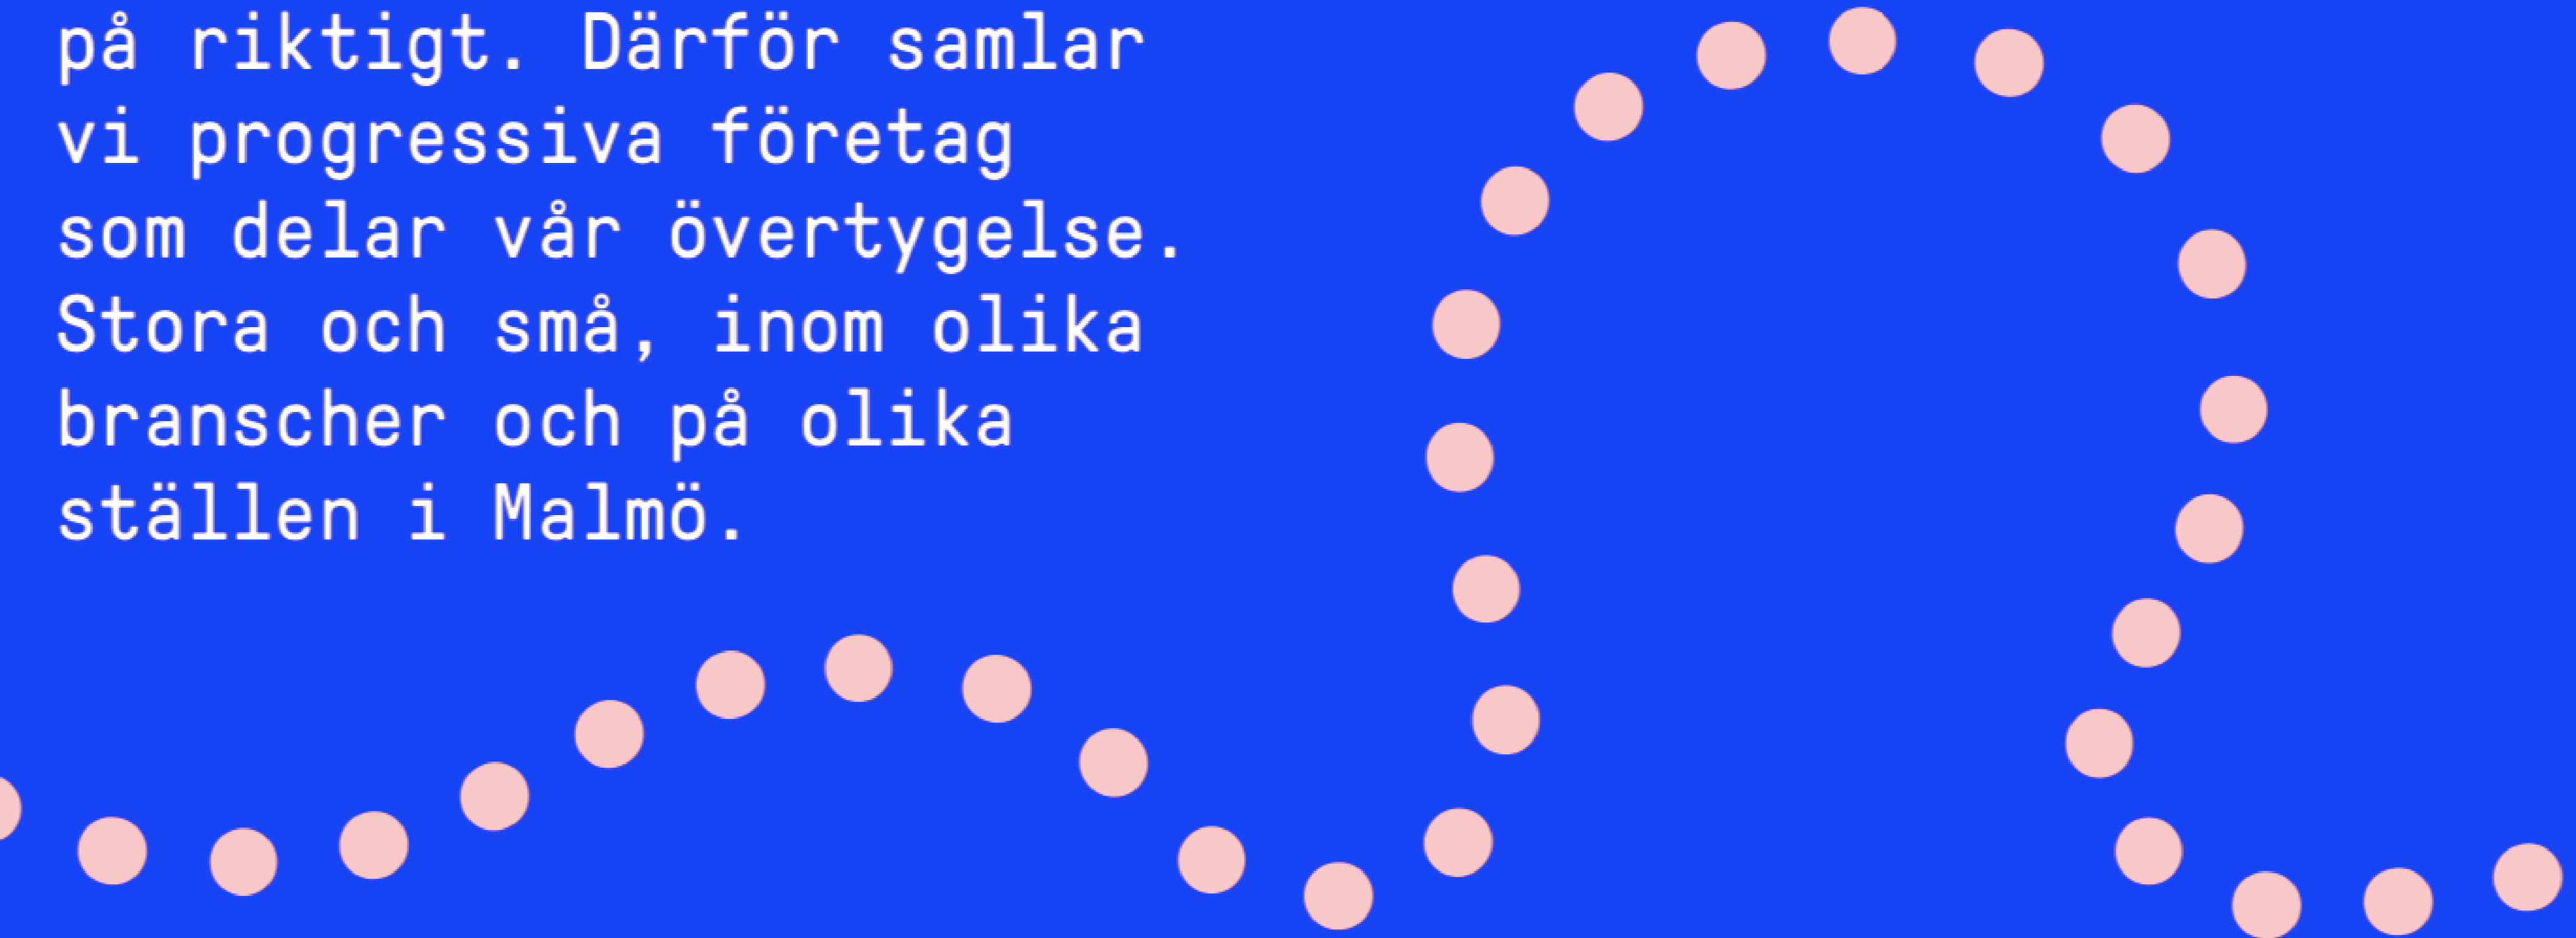 på riktigt. Därför samlar
vi progressiva företag
som delar vår övertygelse.
Stora och små, inom olika
branscher och på olika
ställen i Malmö.